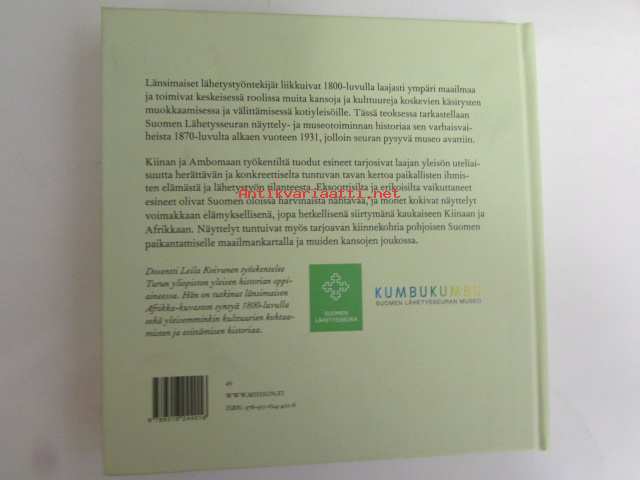 Länsimaiset lähetystyöntekijät liikkuivat 1800-luvulla laajasti ympäri maailmaa
ja toimivat keskeisessä roolissa muita kansoja ja kulttuureja koskevien käsitysten
muokkaamisessa ja välittämisessä kotiyleisöille. Tässä teoksessa tarkastellaan
Suomen Lähetysseuran näyttely- ja museotoiminnan historiaa sen varhaisvai-
heista 1870-luvulta alkaen vuoteen 1931, jolloin seuran pysyvä museo avattiin.
Kiinan ja Ambomaan työkentiltä tuodut esineet tarjosivat laajan yleisön uteliai-
suutta herättävän ja konkreettiselta tuntuvan tavan kertoa paikallisten ihmis-
ten elämästä ja lähetystyön tilanteesta. Eksoottisilta ja erikoisilta vaikuttaneet
esineet olivat Suomen oloissa harvinaista nähtävää, ja monet kokivat näyttelyt
voimakkaan elämyksellisenä, jopa hetkellisenä siirtymänä kaukaiseen Kiinaan ja
Afrikkaan. Näyttelyt tuntuivat myös tarjoavan kiinnekohtia pohjoisen Suomen
paikantamiselle maailmankartalla ja muiden kansojen joukossa.
Antikvariaatti.net
Dosentti Leila Koivunen työskentelee
Turun yliopiston yleisen historian oppi-
aineessa. Hän on tutkinut länsimaisen
Afrikka-kuvaston syntyä 1800-luvulla
sekä yleisemminkin kulttuurien kohtaa-
misten ja esittämisen historiaa.
SUOMEN
LÄHETYSSEURA
KUMBUKUMBU
SUOMEN LÄHETYSSEURAN MUSEO
WWW.MISSION.FI
ISBN: